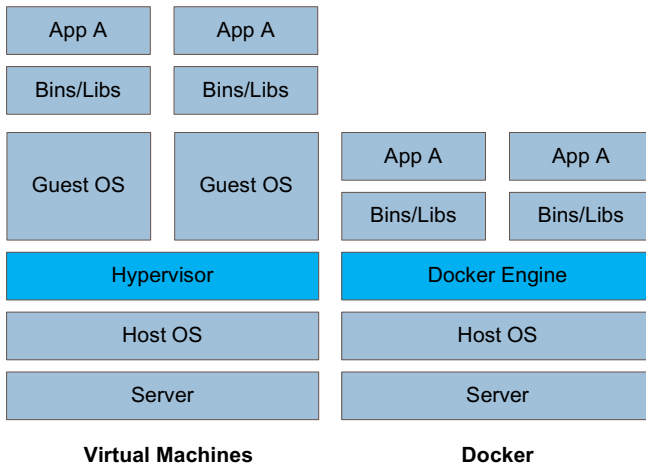 App A
App A
Bins/Libs
Bins/Libs
Guest OS
Guest OS
Hypervisor
Host OS
Server
Virtual Machines
App A
App A
Bins/Libs
Bins/Libs
Docker Engine
Host OS
Server
Docker